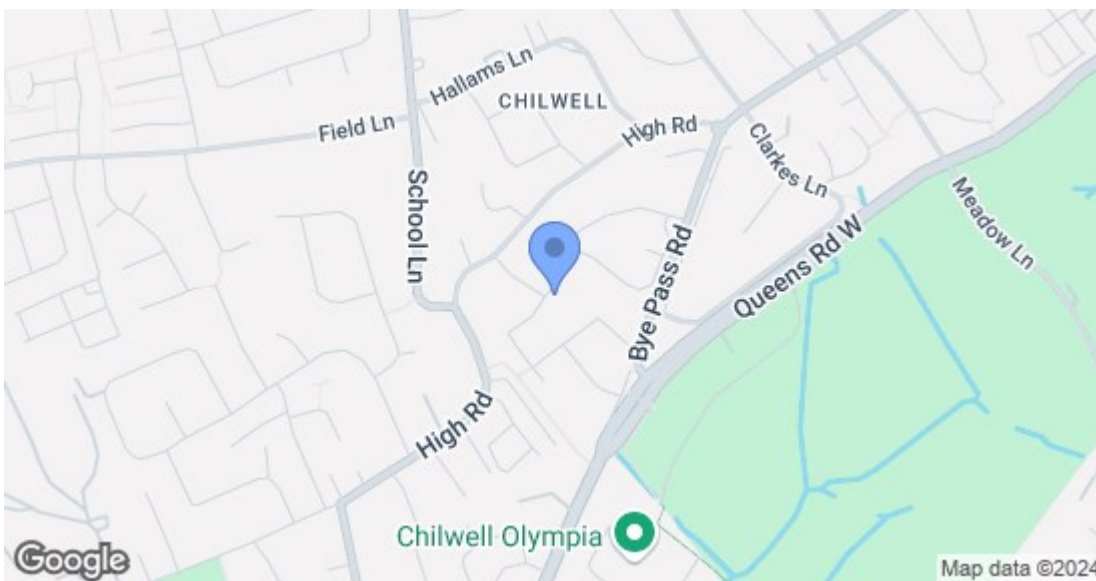 Hallams Ln
CHILWELL
Field Ln
High Rd
Clarkes Ln
School Ln
Meadow Ln
Queens Rd W
Bye Pass Rd
High Rd
Chilwell Olympia
Google
Map data ©2024